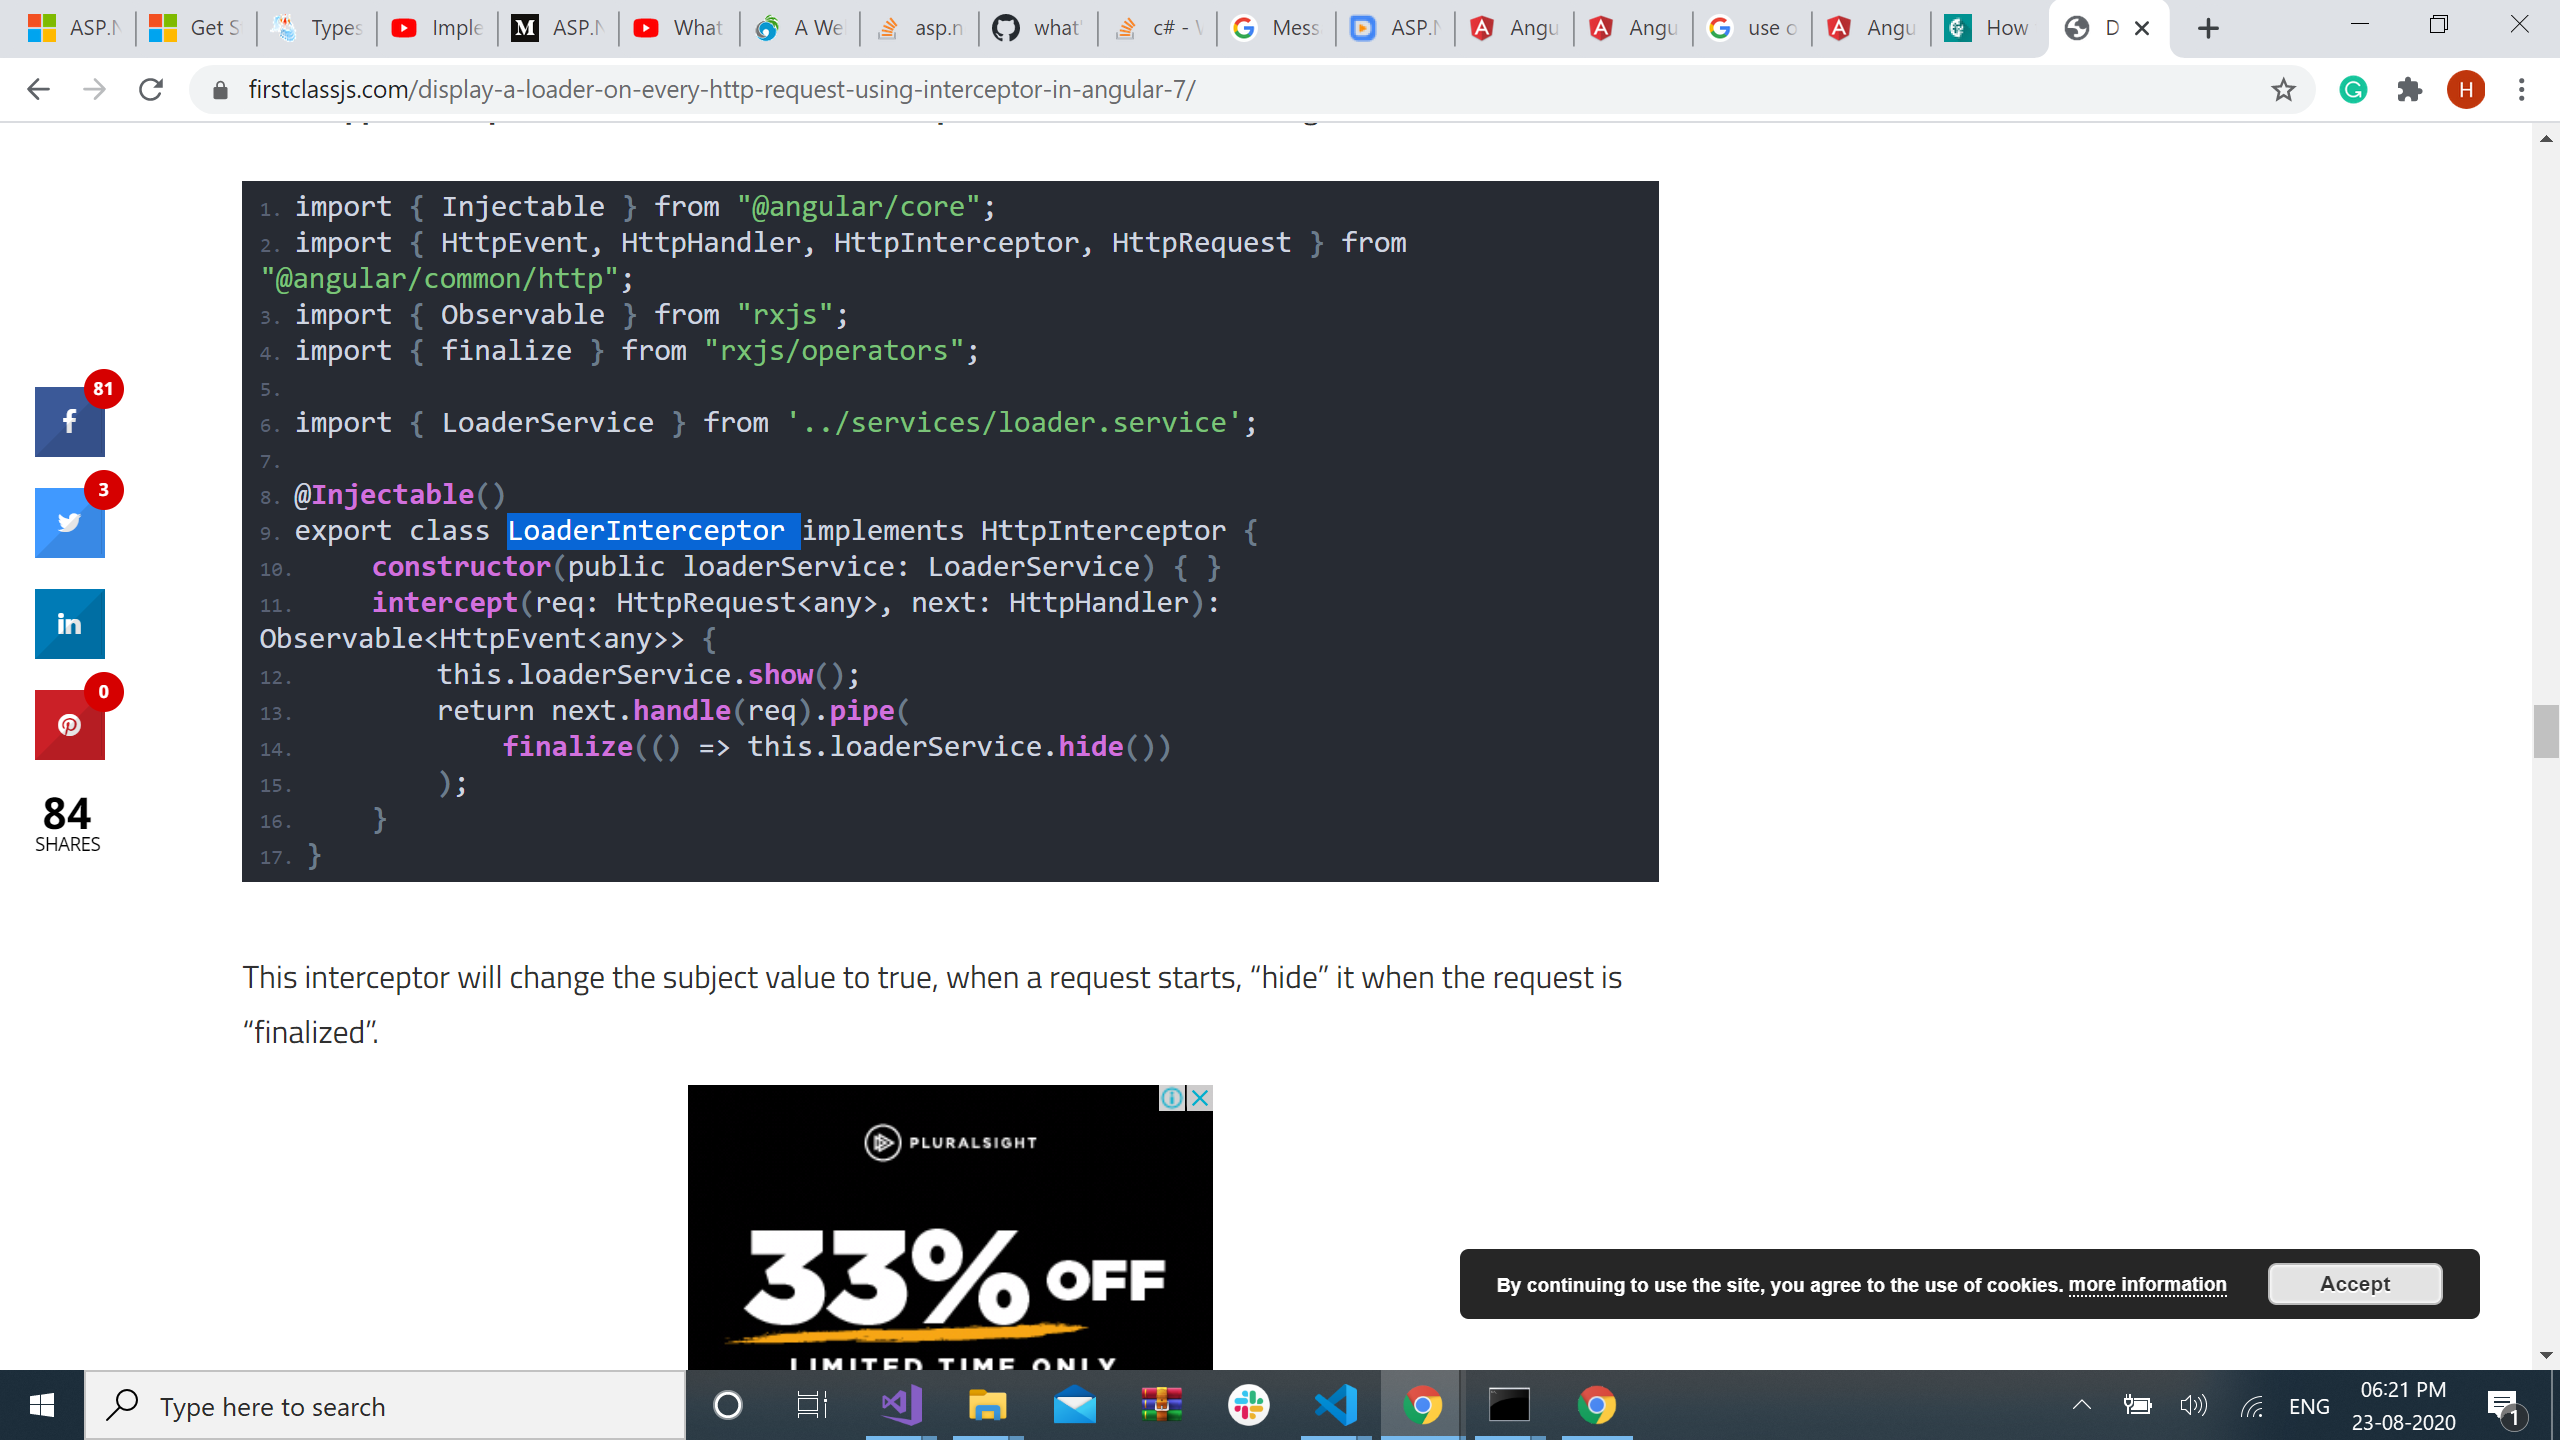 ASP.N Get S Types Imple ASP.N What A We asp.n what' c# - Mess ASP.N Angu Angu use o Angu How D
firstclassjs.com/display-a-loader-on-every-http-request-using-interceptor-in-angular-7/
H
1. import { Injectable } from "@angular/core";
2. import { HttpEvent, HttpHandler, HttpInterceptor, HttpRequest } from
"@angular/common/http";
3. import { Observable } from "rxjs";
4. import { finalize } from "rxjs/operators";
5.
6. import { LoaderService } from '../services/loader.service';
7.
8. @Injectable()
9. export class LoaderInterceptor implements HttpInterceptor {
10. constructor(public loaderService: LoaderService) { }
11. intercept(req: HttpRequest<any>, next: HttpHandler):
Observable<HttpEvent<any>> {
12. this.loaderService.show();
13. return next.handle(req).pipe(
14. finalize(() => this.loaderService.hide())
15. );
16. }
17. }
81
3
0
84
SHARES
This interceptor will change the subject value to true, when a request starts, “hide” it when the request is
“finalized”.
PLURALSIGHT
33% OFF
LIMITED TIME ONLY
By continuing to use the site, you agree to the use of cookies. more information Accept
Type here to search
ENG
06:21 PM
23-08-2020
1